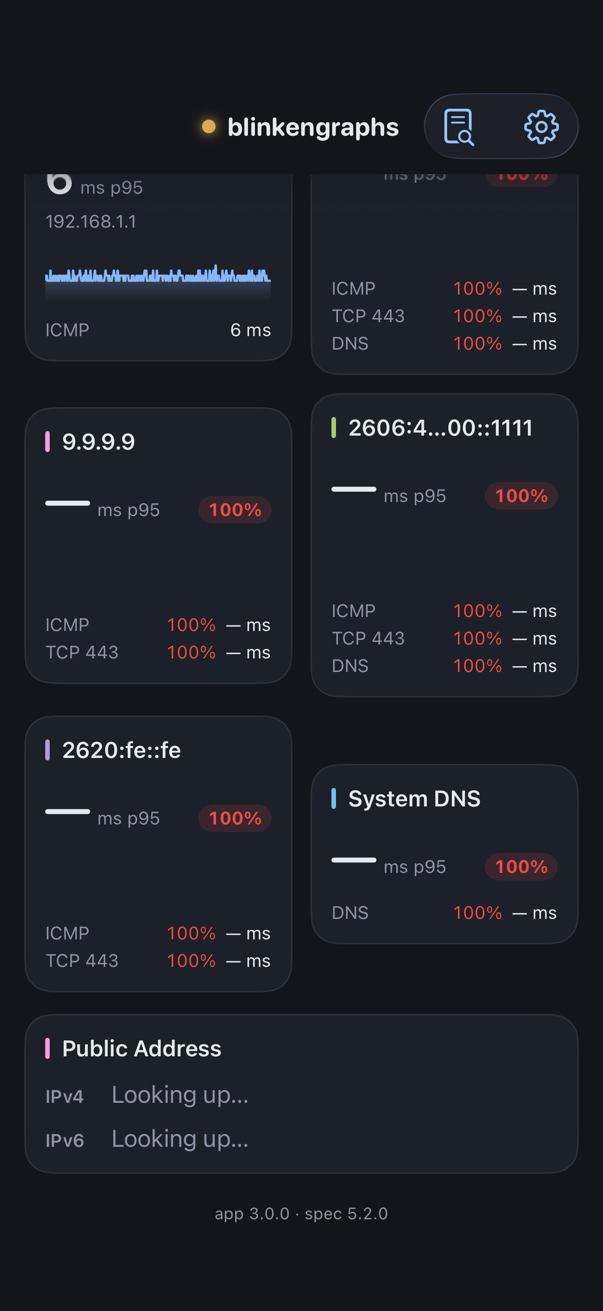 blinkengraphs
6 ms p95
192.168.1.1
ICMP 6 ms
ms p95 100%
ICMP 100% — ms
TCP 443 100% — ms
DNS 100% — ms
9.9.9.9
— ms p95 100%
ICMP 100% — ms
TCP 443 100% — ms
2606:4...00::1111
— ms p95 100%
ICMP 100% — ms
TCP 443 100% — ms
DNS 100% — ms
2620:fe::fe
— ms p95 100%
ICMP 100% — ms
TCP 443 100% — ms
System DNS
— ms p95 100%
DNS 100% — ms
Public Address
IPv4 Looking up...
IPv6 Looking up...
app 3.0.0 · spec 5.2.0